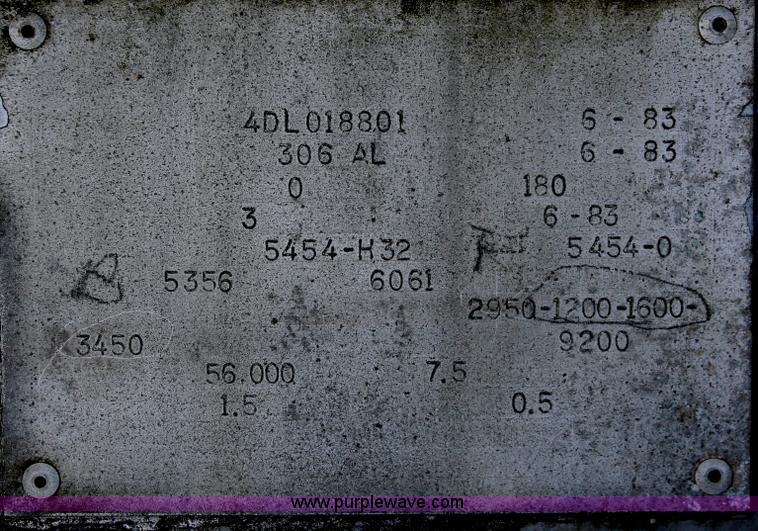 4DL018801 6 - 83
306 AL 6 - 83
0 180
3 6 - 83
5454-H32 5454-0
5356 6061
2950-1200-1600-
3450 9200
56.000 7.5
1.5 0.5
www.purplewave.com